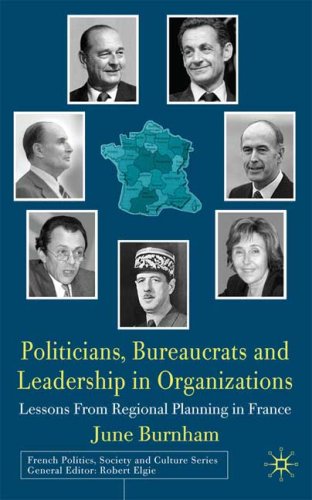 Politicians, Bureaucrats and
Leadership in Organizations
Lessons From Regional Planning in France
June Burnham
French Politics, Society and Culture Series
General Editor: Robert Elgie